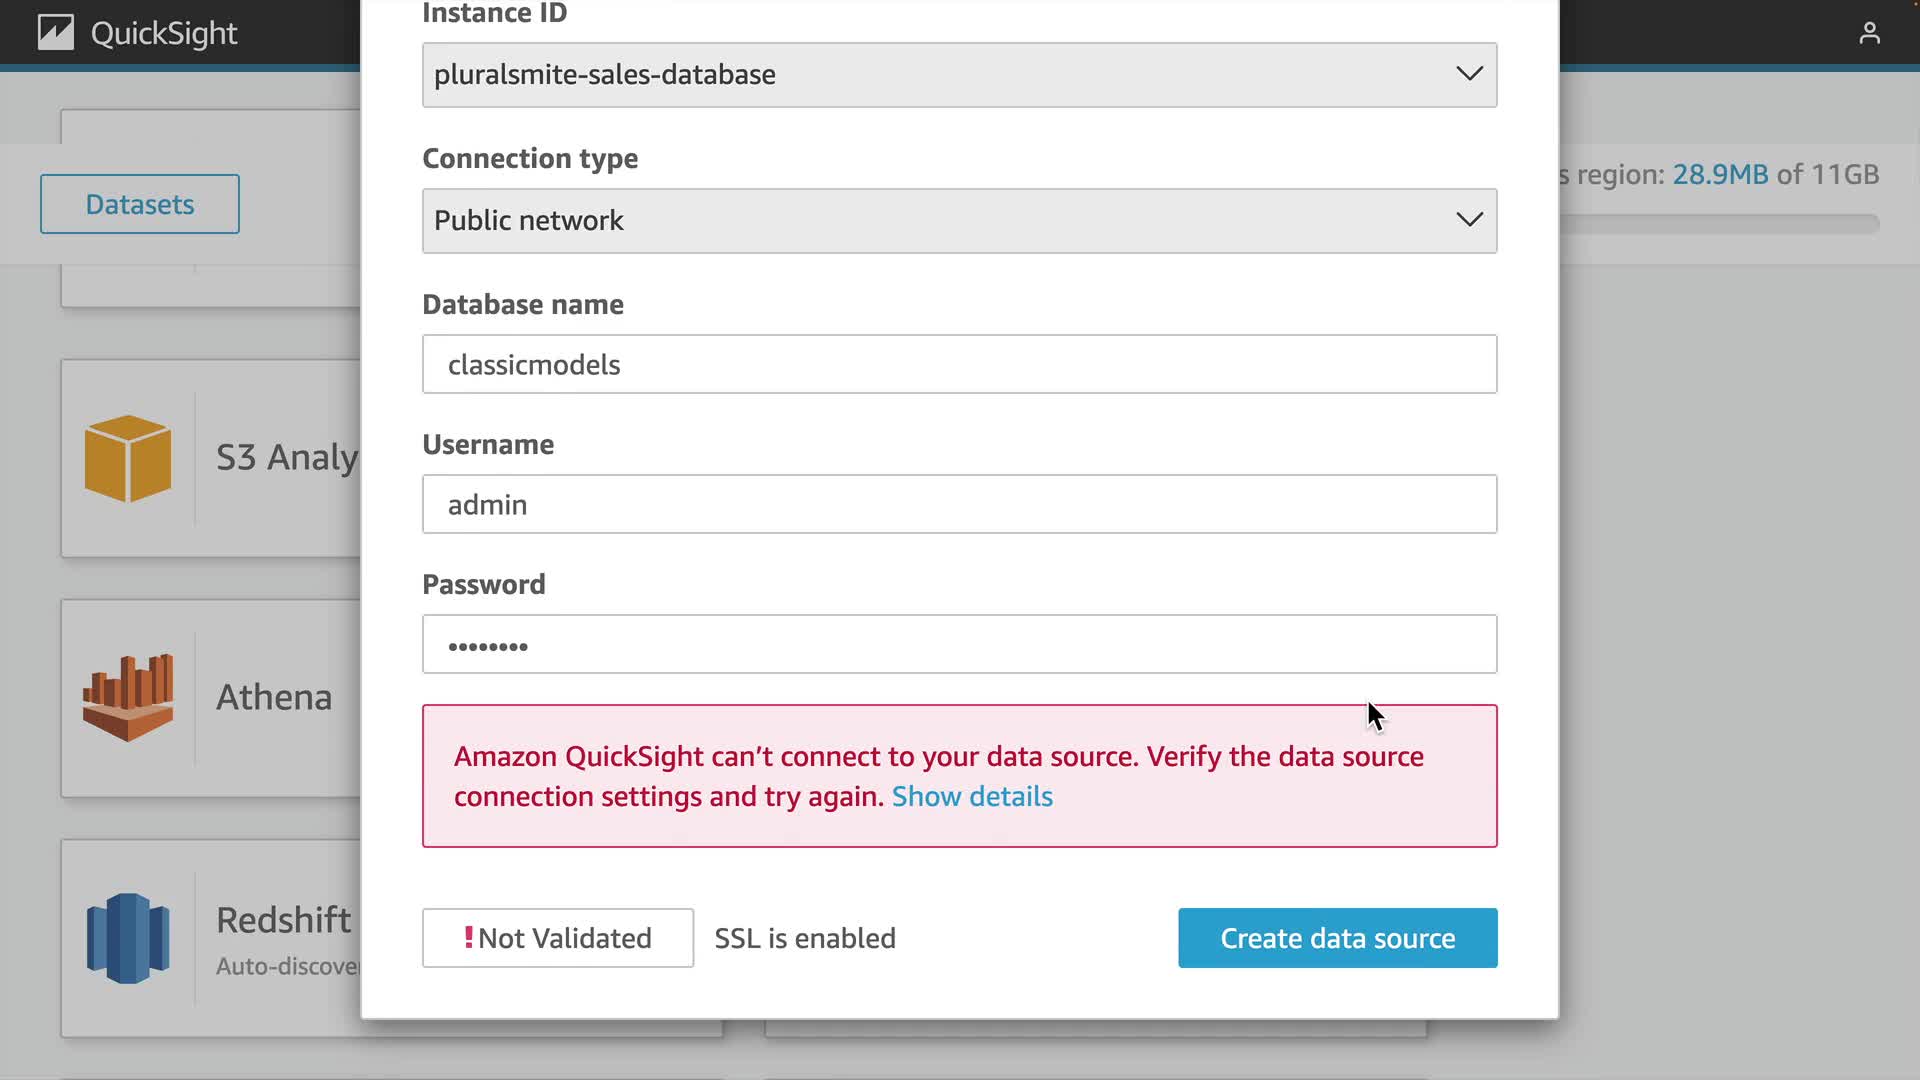 QuickSight
Instance ID
pluralsmite-sales-database
Connection type
s region: 28.9MB of 11GB
Datasets
Public network
Database name
classicmodels
Username
S3 Analy
admin
Password
••••••••
Athena
Amazon QuickSight can’t connect to your data source. Verify the data source
connection settings and try again. Show details
Redshift
Auto-discove
!Not Validated
SSL is enabled
Create data source